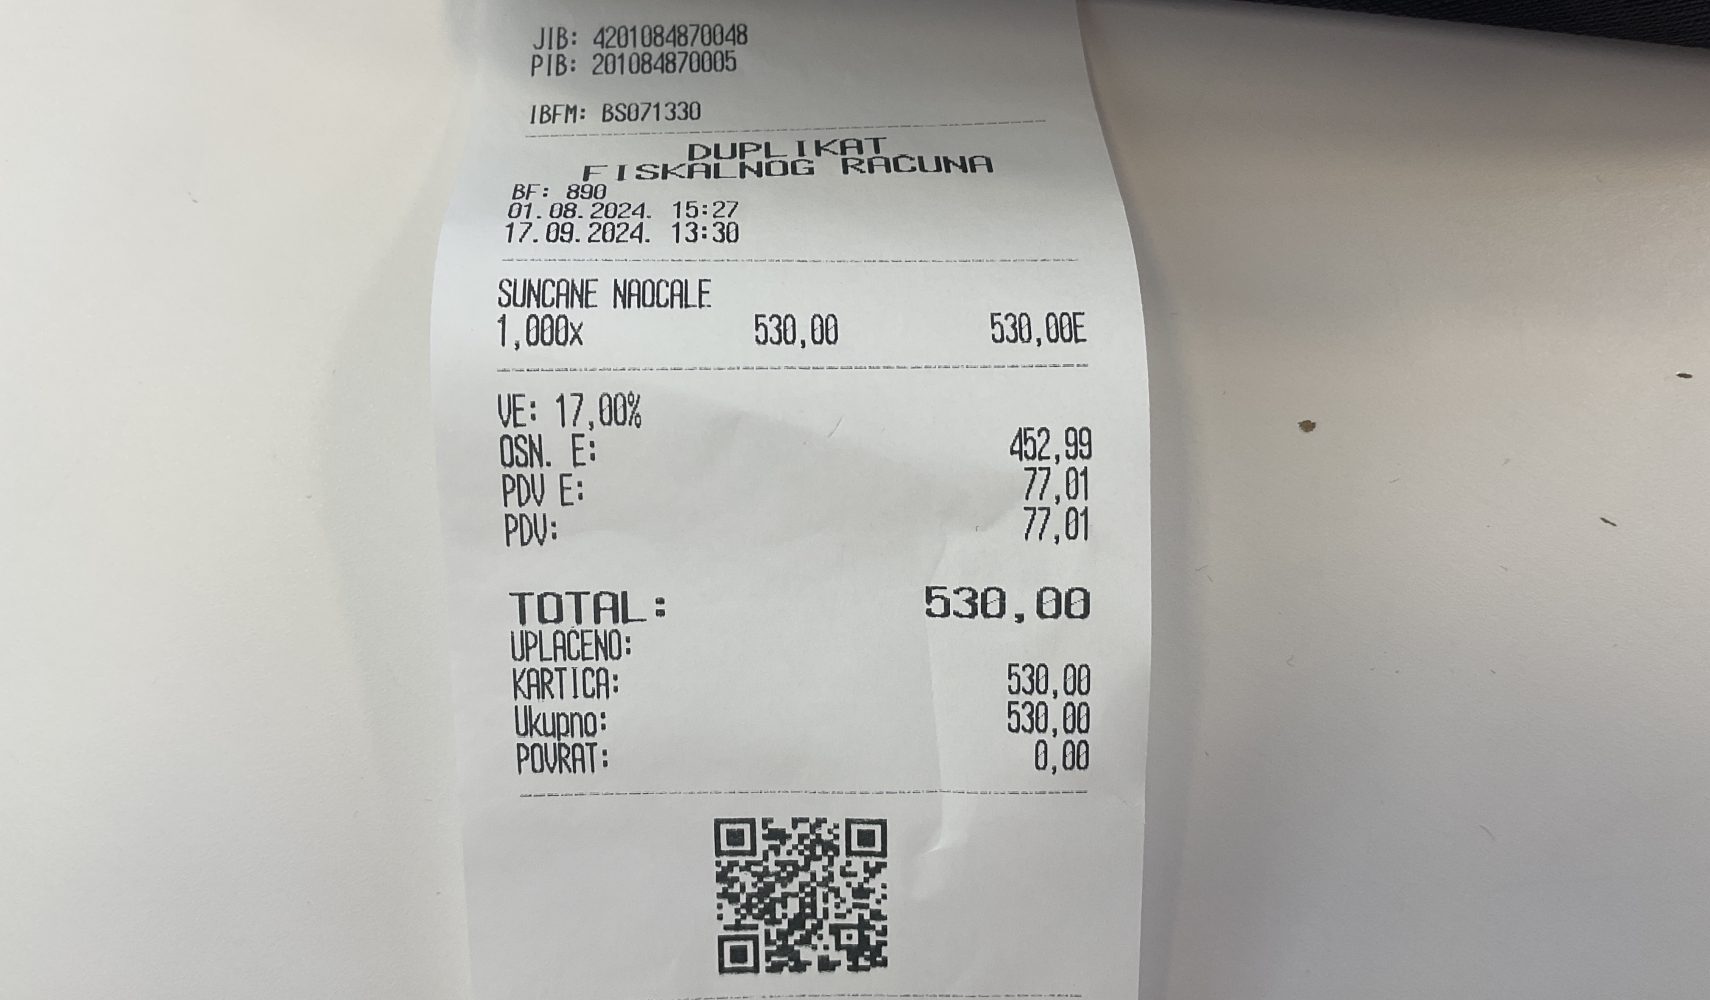 JIB: 4201084870048
PIB: 201084870005
IBFM: BS071330
DUPLIKAT
FISKALNOG RAČUNA
BF: 890
01.08.2024. 15:27
17.09.2024. 13:30
SUNCANE NAOCALE
1,000x 530,00 530,00E
VE: 17,00%
OSN. E: 452,99
PDV E: 77,01
PDV: 77,01
TOTAL: 530,00
UPLAĆENO:
KARTICA: 530,00
Ukupno: 530,00
POVRAT: 0,00